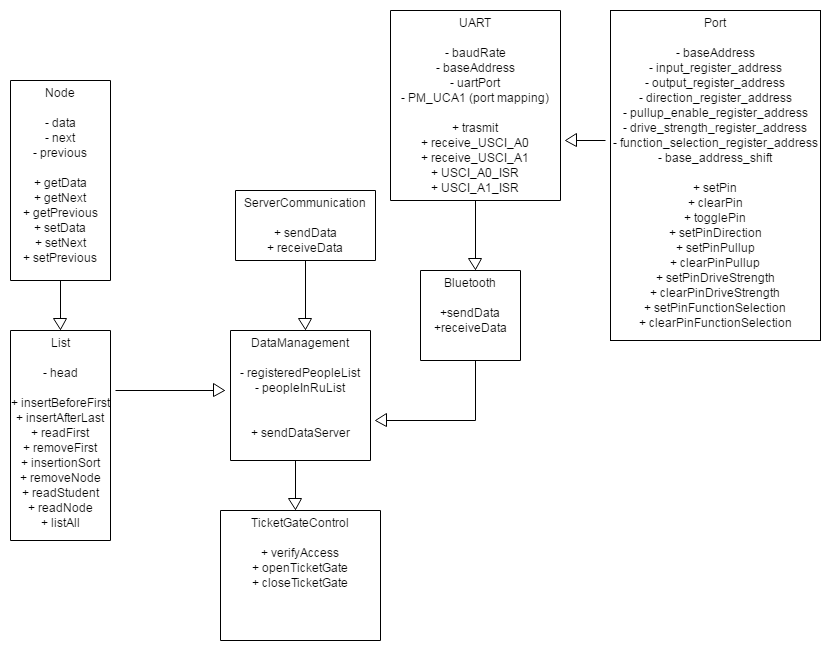 Node
- data
- next
- previous
+ getData
+ getNext
+ getPrevious
+ setData
+ setNext
+ setPrevious
List
- head
+ insertBeforeFirst
+ insertAfterLast
+ readFirst
+ removeFirst
+ insertionSort
+ removeNode
+ readStudent
+ readNode
+ listAll
ServerCommunication
+ sendData
+ receiveData
DataManagement
- registeredPeopleList
- peopleInRuList
+ sendDataServer
TicketGateControl
+ verifyAccess
+ openTicketGate
+ closeTicketGate
UART
- baudRate
- baseAddress
- uartPort
- PM_UCA1 (port mapping)
+ trasmit
+ receive_USCI_A0
+ receive_USCI_A1
+ USCI_A0_ISR
+ USCI_A1_ISR
Bluetooth
+sendData
+receiveData
Port
- baseAddress
- input_register_address
- output_register_address
- direction_register_address
- pullup_enable_register_address
- drive_strength_register_address
- function_selection_register_address
- base_address_shift
+ setPin
+ clearPin
+ togglePin
+ setPinDirection
+ setPinPullup
+ clearPinPullup
+ setPinDriveStrength
+ clearPinDriveStrength
+ setPinFunctionSelection
+ clearPinFunctionSelection